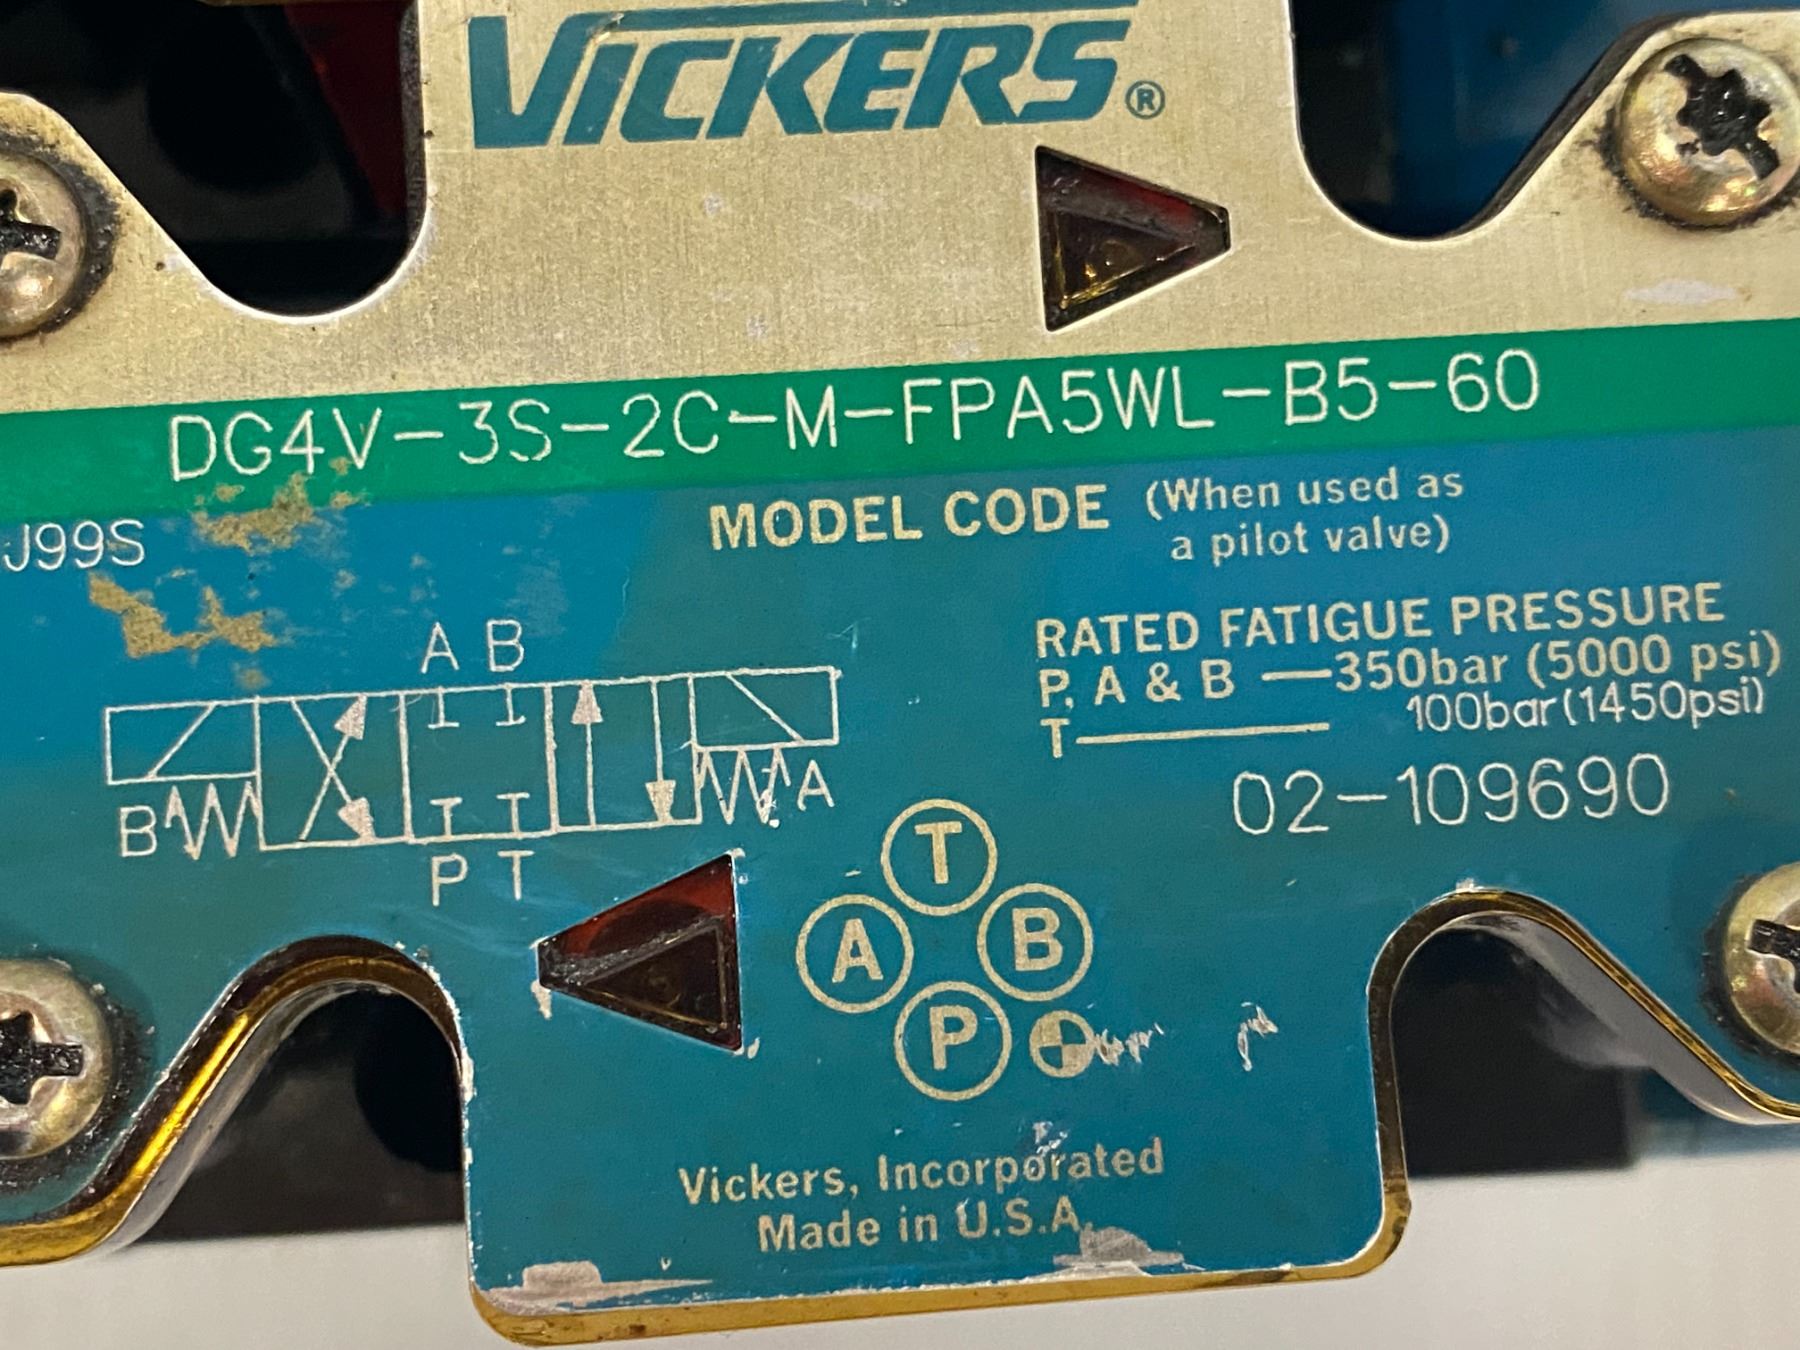 VICKERS®
DG4V-3S-2C-M-FPA5WL-B5-60
J99S
MODEL CODE (When used as
a pilot valve)
RATED FATIGUE PRESSURE
P, A & B —350bar (5000 psi)
T— 100bar(1450psi)
02-109690
A B
B
A
P T
T
A
B
P
Vickers, Incorporated
Made in U.S.A.